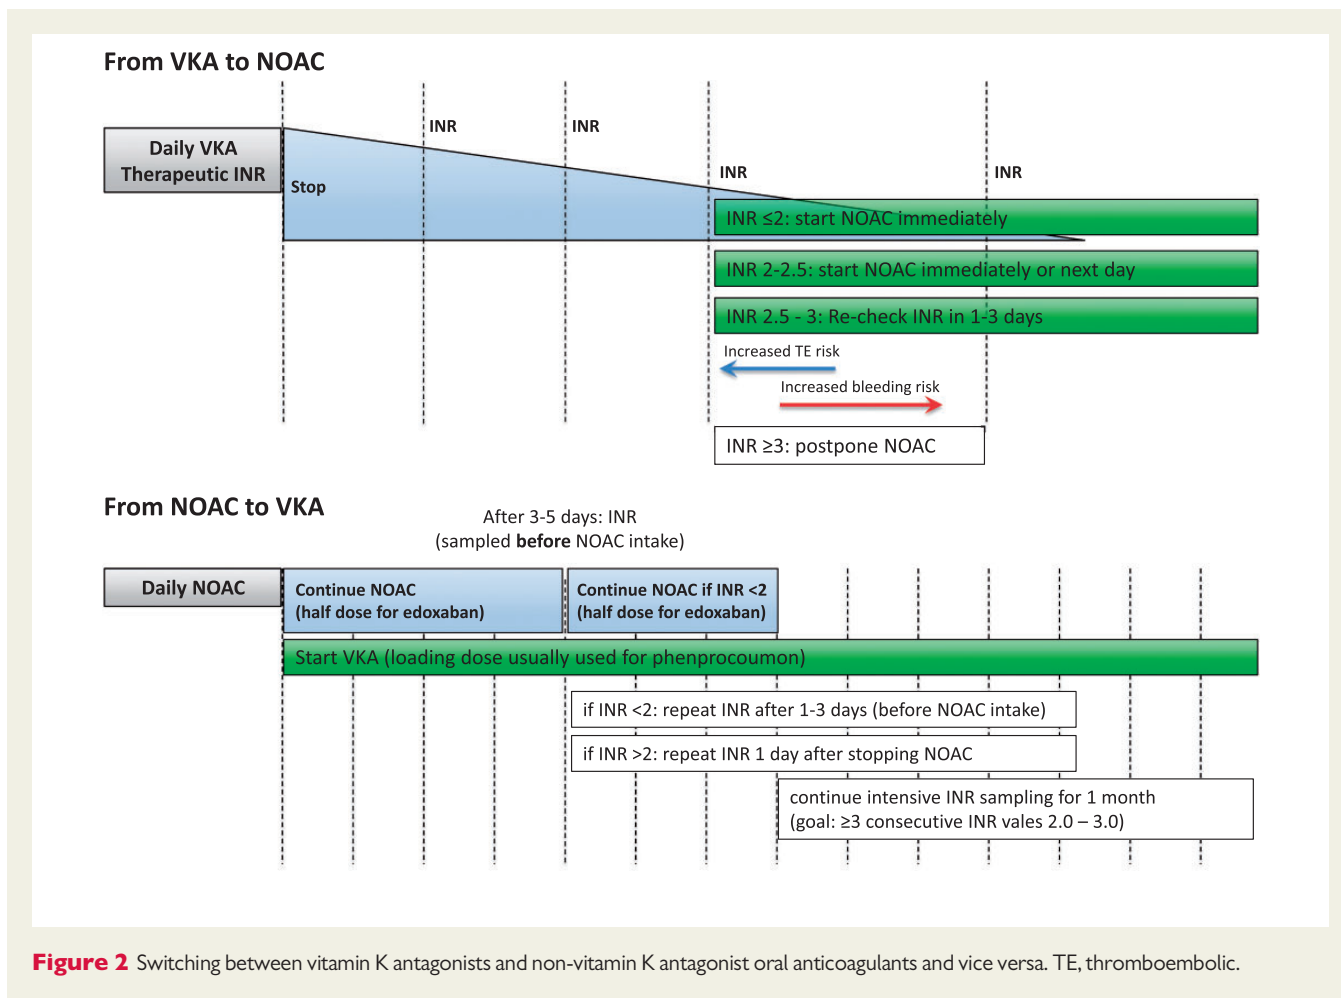 From VKA to NOAC
Daily VKA
Therapeutic INR
Stop
INR
INR
INR
INR
INR ≤2: start NOAC immediately
INR 2-2.5: start NOAC immediately or next day
INR 2.5 - 3: Re-check INR in 1-3 days
Increased TE risk
Increased bleeding risk
INR ≥3: postpone NOAC
From NOAC to VKA
After 3-5 days: INR
(sampled before NOAC intake)
Daily NOAC
Continue NOAC
(half dose for edoxaban)
Continue NOAC if INR <2
(half dose for edoxaban)
Start VKA (loading dose usually used for phenprocoumon)
if INR <2: repeat INR after 1-3 days (before NOAC intake)
if INR >2: repeat INR 1 day after stopping NOAC
continue intensive INR sampling for 1 month
(goal: ≥3 consecutive INR vales 2.0 – 3.0)
Figure 2 Switching between vitamin K antagonists and non-vitamin K antagonist oral anticoagulants and vice versa. TE, thromboembolic.